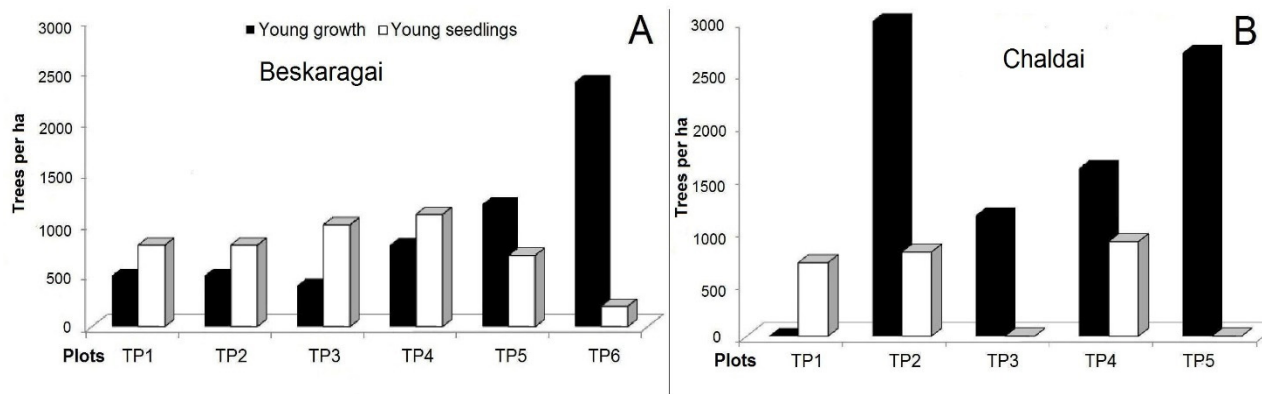 A
■ Young growth □ Young seedlings
Beskaragai
Trees per ha
3000
2500
2000
1500
1000
500
0
Plots TP1 TP2 TP3 TP4 TP5 TP6
B
Chaldai
Trees per ha
3000
2500
2000
1500
1000
500
0
Plots TP1 TP2 TP3 TP4 TP5